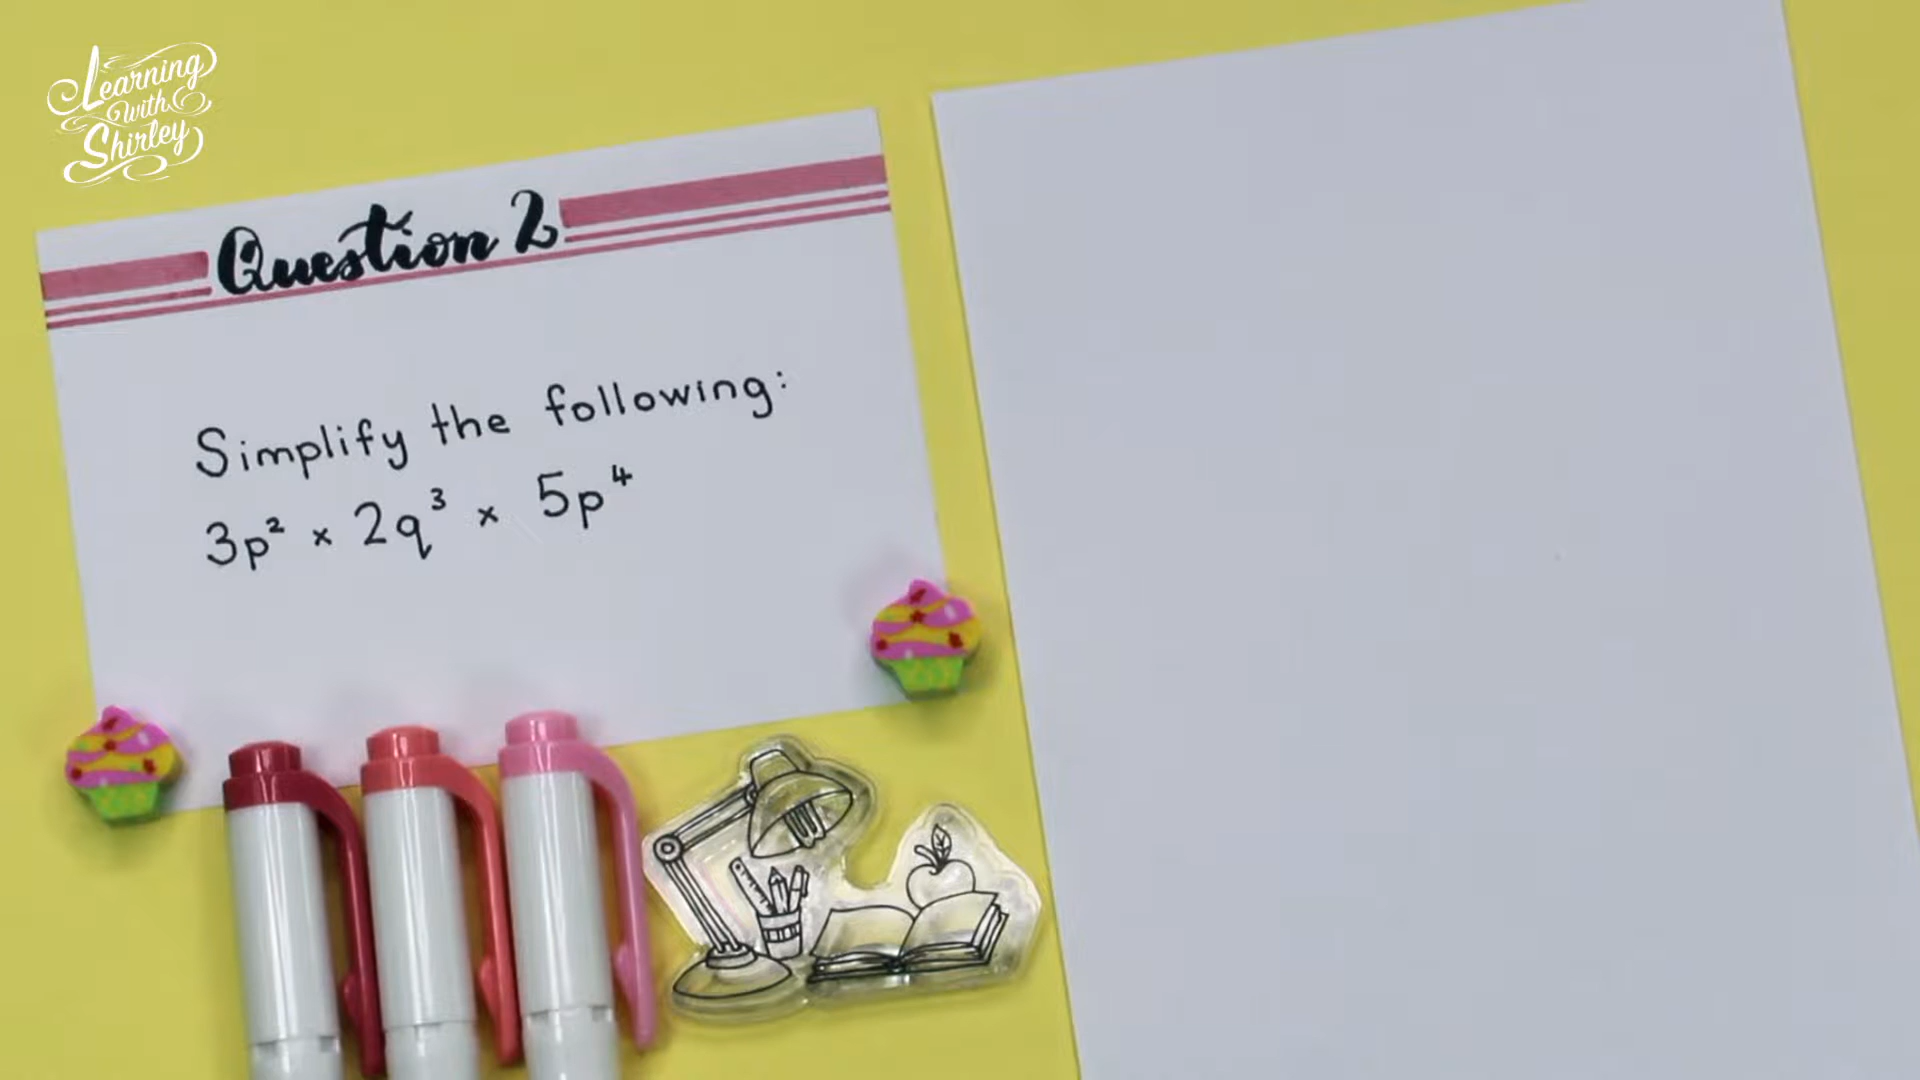 Learning
With
Shirley
Question 2
Simplify the following:
3p² × 2q³ × 5p⁴